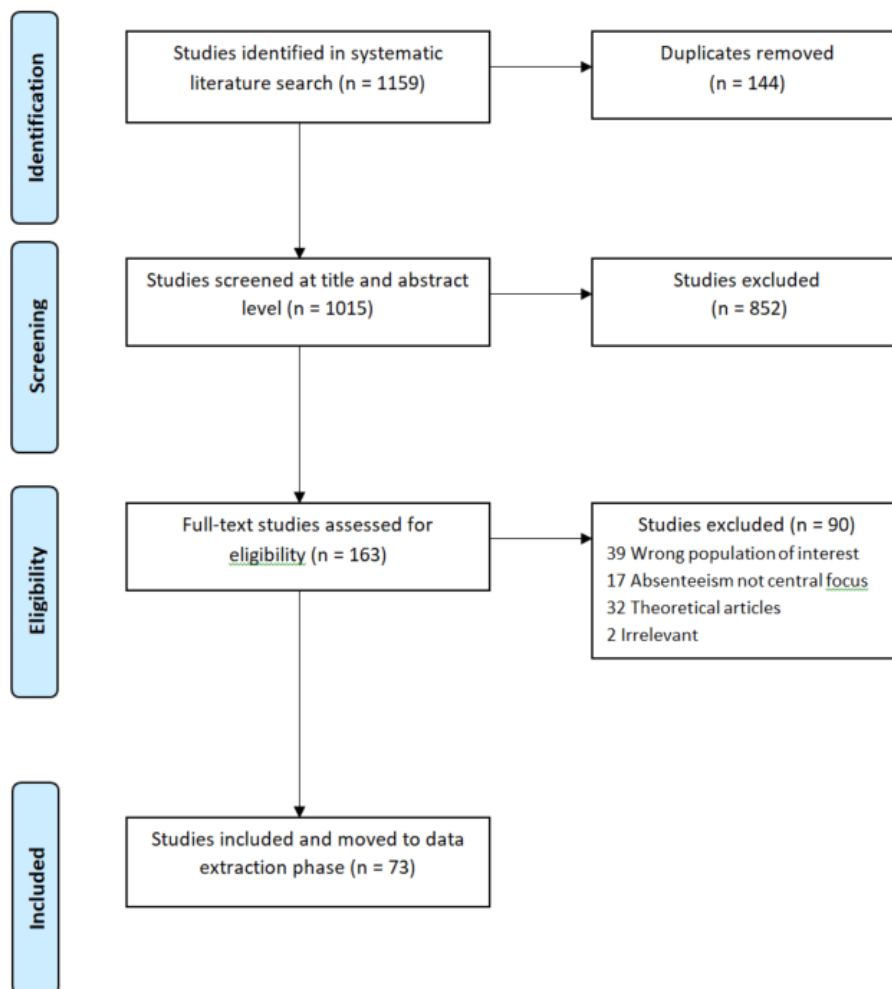 Identification
Studies identified in systematic
literature search (n = 1159)
Duplicates removed
(n = 144)
Screening
Studies screened at title and abstract
level (n = 1015)
Studies excluded
(n = 852)
Eligibility
Full-text studies assessed for
eligibility (n = 163)
Studies excluded (n = 90)
39 Wrong population of interest
17 Absenteeism not central focus
32 Theoretical articles
2 Irrelevant
Included
Studies included and moved to data
extraction phase (n = 73)